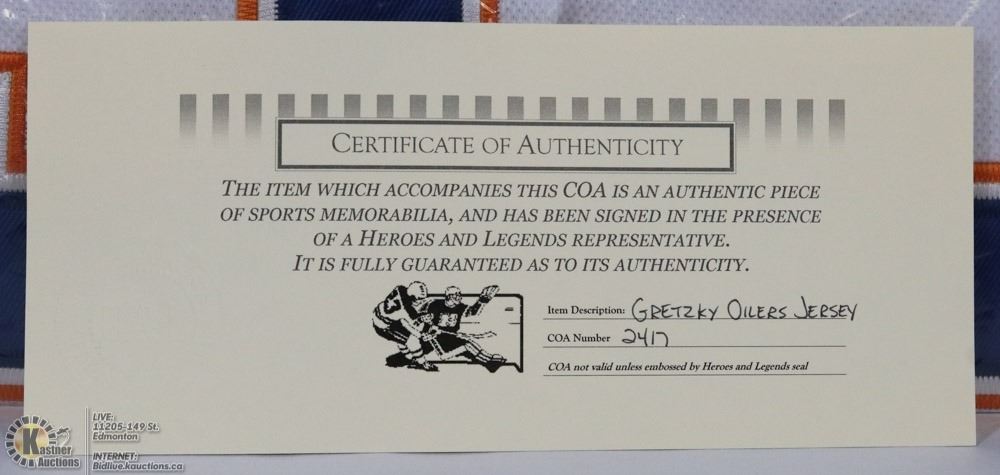 CERTIFICATE OF AUTHENTICITY
THE ITEM WHICH ACCOMPANIES THIS COA IS AN AUTHENTIC PIECE
OF SPORTS MEMORABILIA, AND HAS BEEN SIGNED IN THE PRESENCE
OF A HEROES AND LEGENDS REPRESENTATIVE.
IT IS FULLY GUARANTEED AS TO ITS AUTHENTICITY.
Item Description: GRETZKY OILERS JERSEY
COA Number 2417
COA not valid unless embossed by Heroes and Legends seal
Kastner
Auctions
LIVE:
11205-149 St.
Edmonton
INTERNET:
Bidlive.kauctions.ca